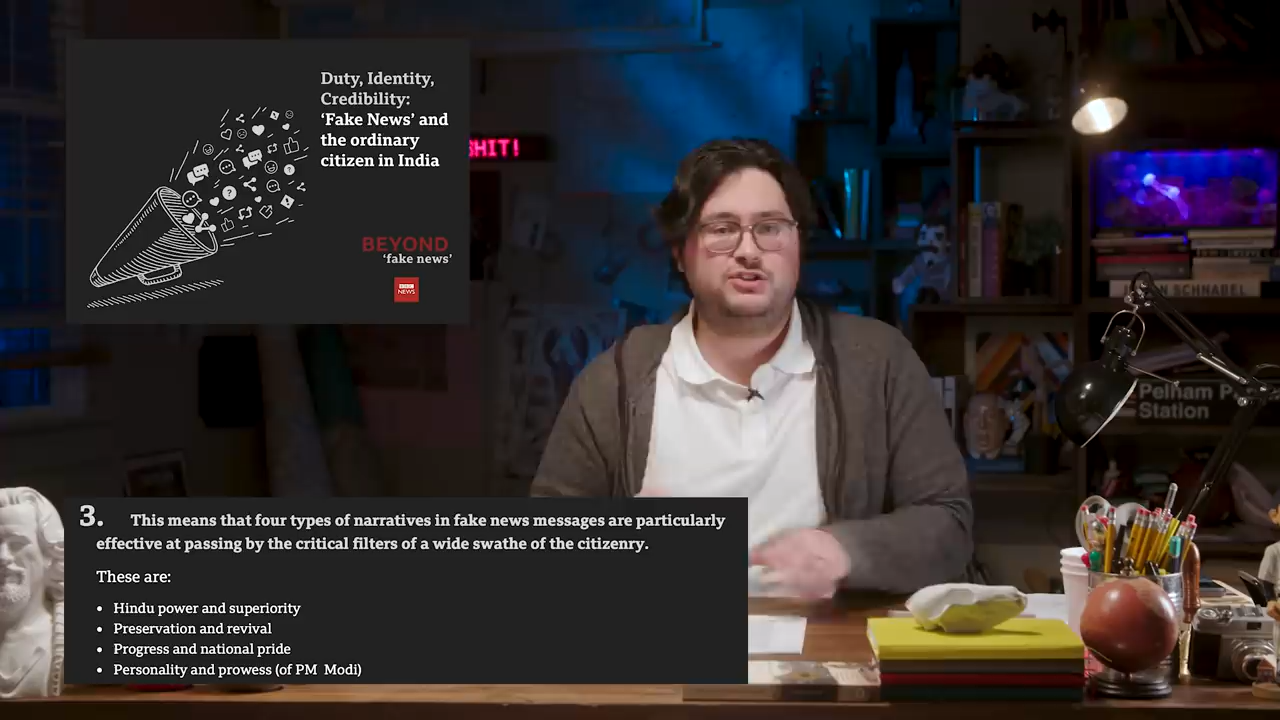 Duty, Identity,
Credibility:
‘Fake News’ and
the ordinary
citizen in India
BEYOND
‘fake news’
BBC
NEWS
SHIT!
SCHNABEL
Pelham P
Station
3. This means that four types of narratives in fake news messages are particularly
effective at passing by the critical filters of a wide swathe of the citizenry.
These are:
• Hindu power and superiority
• Preservation and revival
• Progress and national pride
• Personality and prowess (of PM Modi)